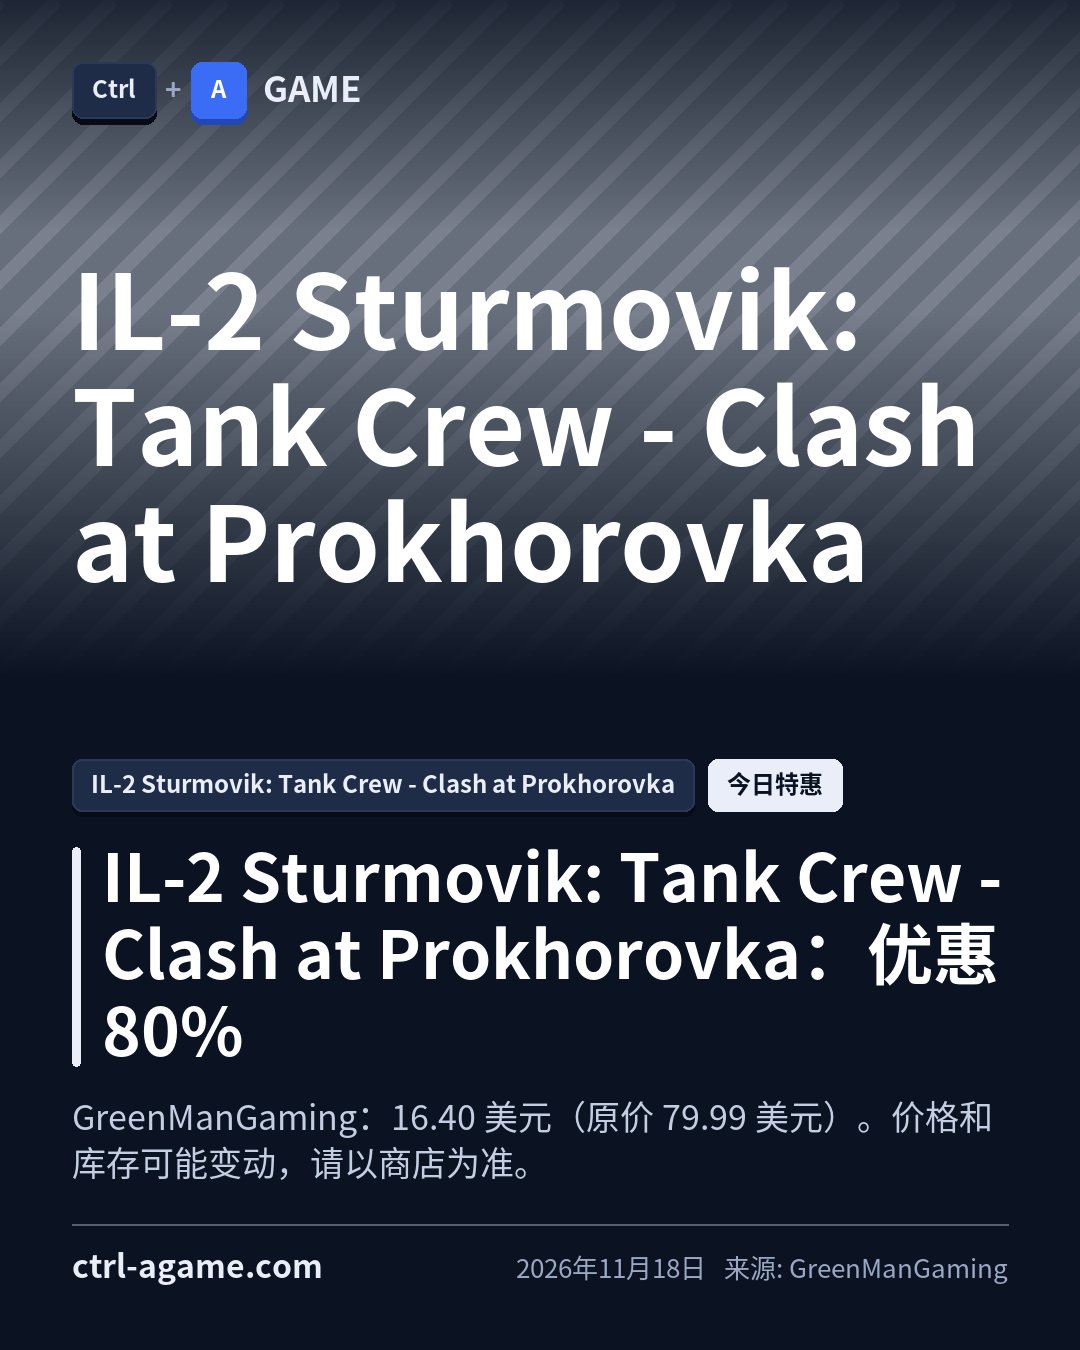 Ctrl + A GAME
IL-2 Sturmovik:
Tank Crew - Clash
at Prokhorovka
IL-2 Sturmovik: Tank Crew - Clash at Prokhorovka 今日特惠
IL-2 Sturmovik: Tank Crew -
Clash at Prokhorovka：优惠
80%
GreenManGaming：16.40 美元（原价 79.99 美元）。价格和
库存可能变动，请以商店为准。
ctrl-agame.com 2026年11月18日 来源: GreenManGaming